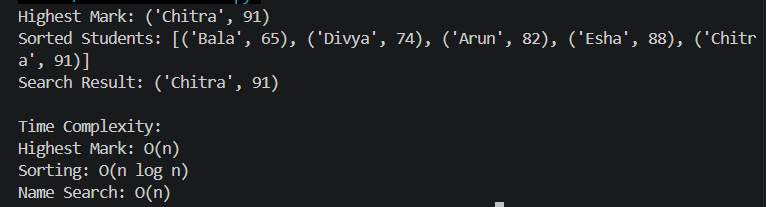 Highest Mark: ('Chitra', 91)
Sorted Students: [('Bala', 65), ('Divya', 74), ('Arun', 82), ('Esha', 88), ('Chitr
a', 91)]
Search Result: ('Chitra', 91)
Time Complexity:
Highest Mark: O(n)
Sorting: O(n log n)
Name Search: O(n)